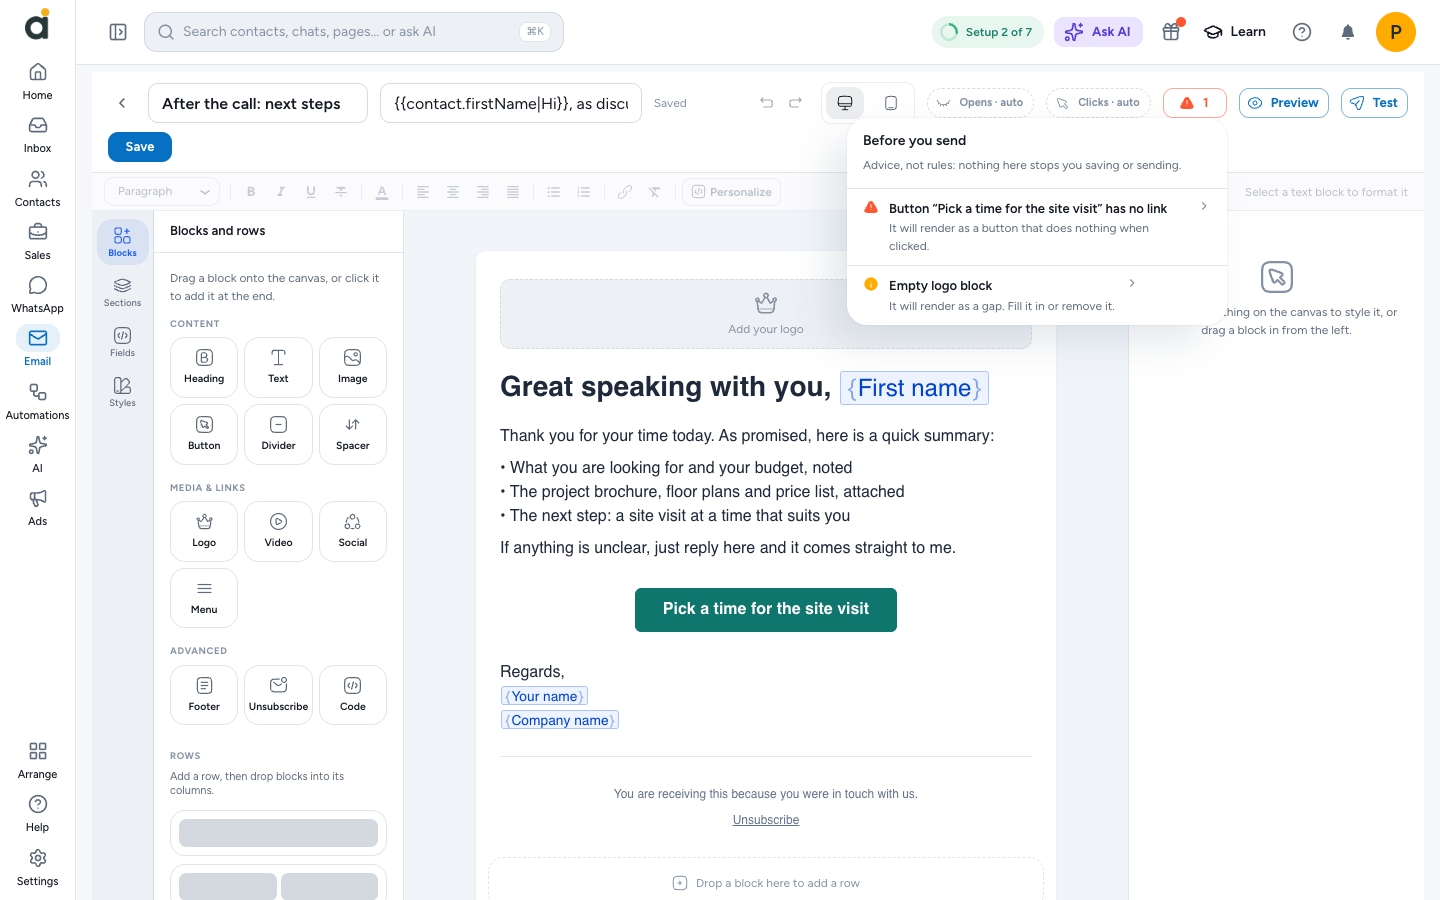 Search contacts, chats, pages... or ask AI
⌘K
Setup 2 of 7
Ask AI
Learn
P
Home
Inbox
Contacts
Sales
WhatsApp
Email
Automations
AI
Ads
Arrange
Help
Settings
After the call: next steps
{{contact.firstName|Hi}}, as discu
Saved
Opens · auto
Clicks · auto
1
Preview
Test
Save
Paragraph
B
I
U
A
Personalize
Select a text block to format it
Before you send
Advice, not rules: nothing here stops you saving or sending.
Button “Pick a time for the site visit” has no link
It will render as a button that does nothing when
clicked.
Empty logo block
It will render as a gap. Fill it in or remove it.
Blocks
Sections
Fields
Styles
Blocks and rows
Drag a block onto the canvas, or click it
to add it at the end.
CONTENT
Heading
Text
Image
Button
Divider
Spacer
MEDIA & LINKS
Logo
Video
Social
Menu
ADVANCED
Footer
Unsubscribe
Code
ROWS
Add a row, then drop blocks into its
columns.
Add your logo
Great speaking with you, {First name}
Thank you for your time today. As promised, here is a quick summary:
• What you are looking for and your budget, noted
• The project brochure, floor plans and price list, attached
• The next step: a site visit at a time that suits you
If anything is unclear, just reply here and it comes straight to me.
Pick a time for the site visit
Regards,
{Your name}
{Company name}
You are receiving this because you were in touch with us.
Unsubscribe
Drop a block here to add a row
on the canvas to style it, or
drag a block in from the left.